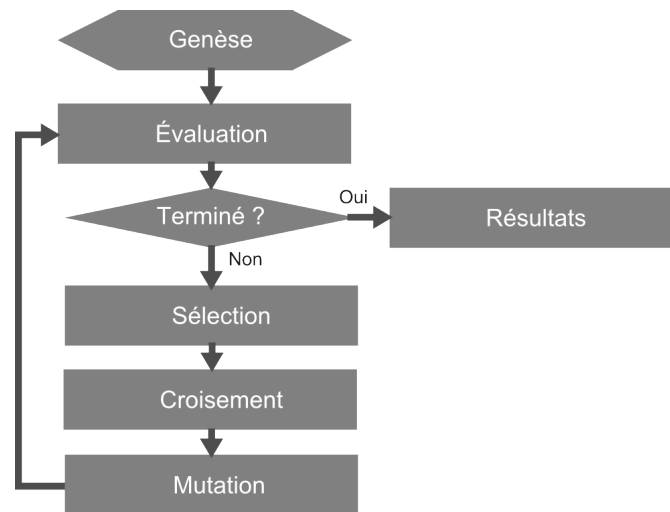 Genèse
Évaluation
Terminé ?
Oui
Résultats
Non
Sélection
Croisement
Mutation